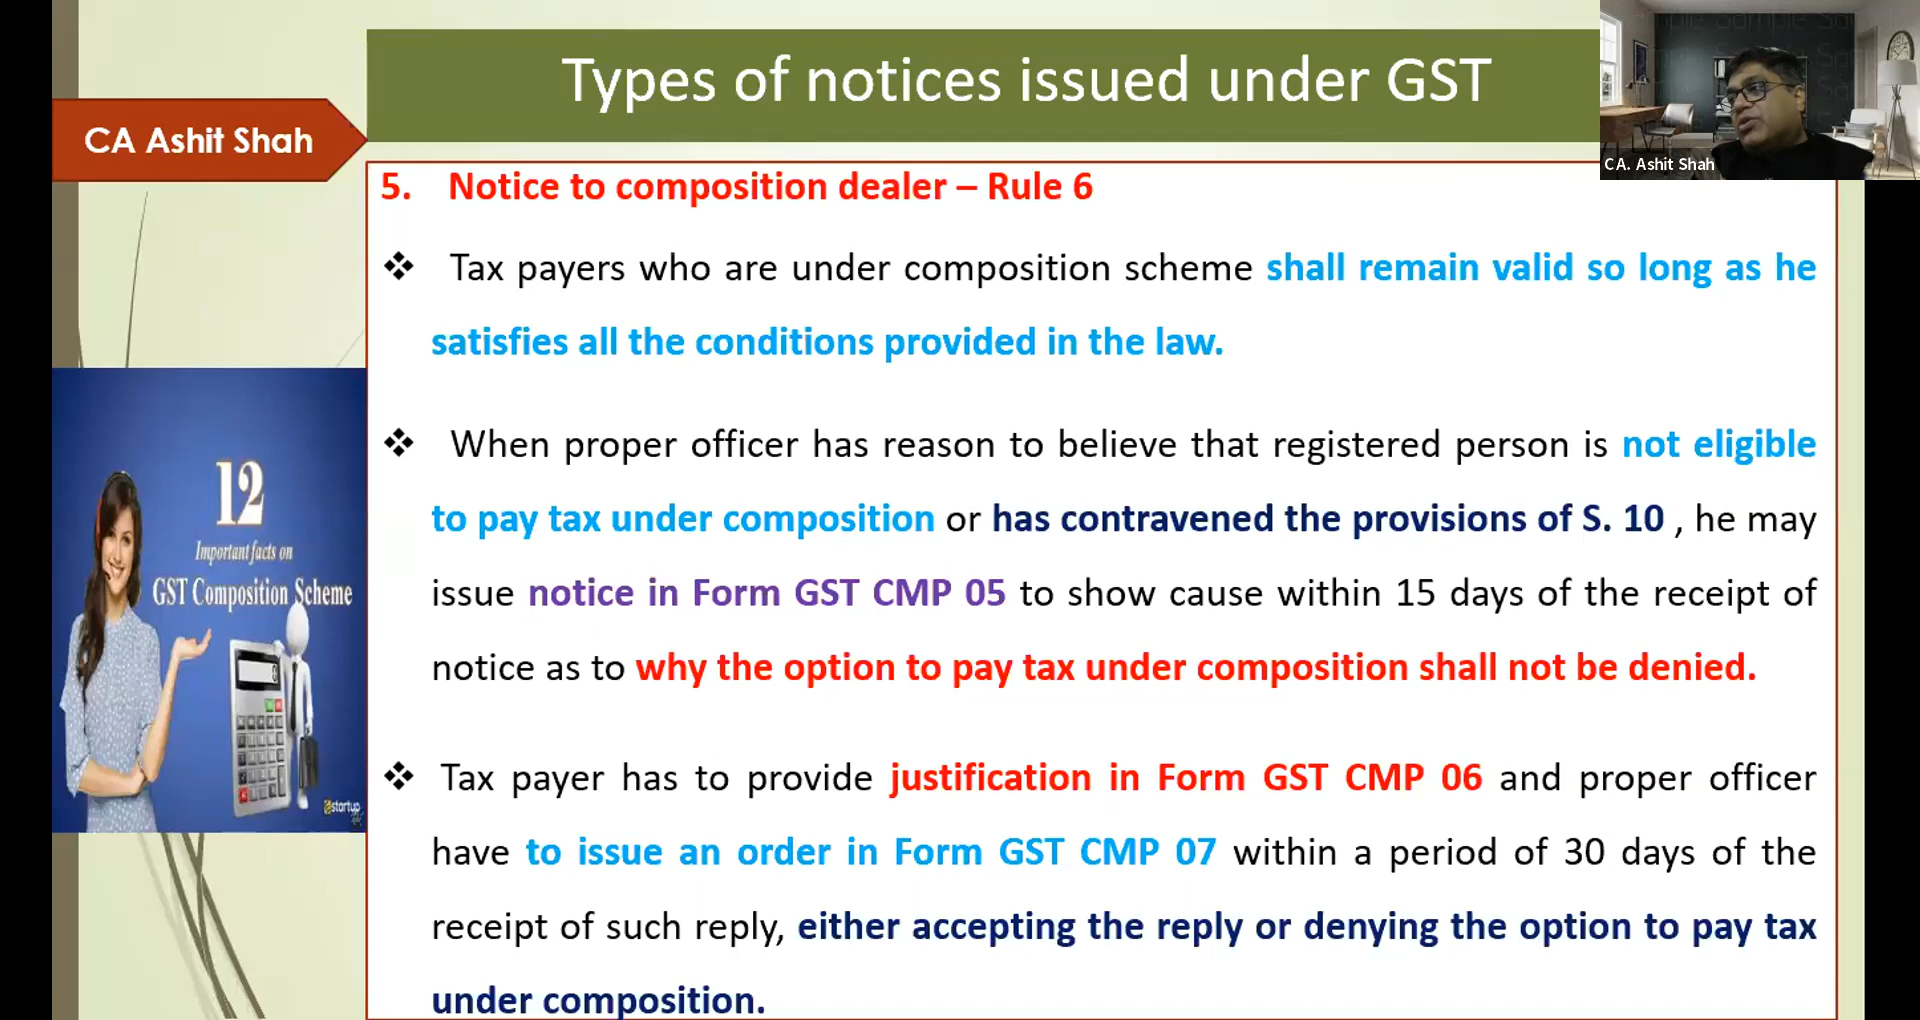 Types of notices issued under GST
CA Ashit Shah
CA. Ashit Shah
5. Notice to composition dealer – Rule 6
❖ Tax payers who are under composition scheme shall remain valid so long as he
satisfies all the conditions provided in the law.
❖ When proper officer has reason to believe that registered person is not eligible
to pay tax under composition or has contravened the provisions of S. 10 , he may
issue notice in Form GST CMP 05 to show cause within 15 days of the receipt of
notice as to why the option to pay tax under composition shall not be denied.
❖ Tax payer has to provide justification in Form GST CMP 06 and proper officer
have to issue an order in Form GST CMP 07 within a period of 30 days of the
receipt of such reply, either accepting the reply or denying the option to pay tax
under composition.
12
Important facts on
GST Composition Scheme
startup